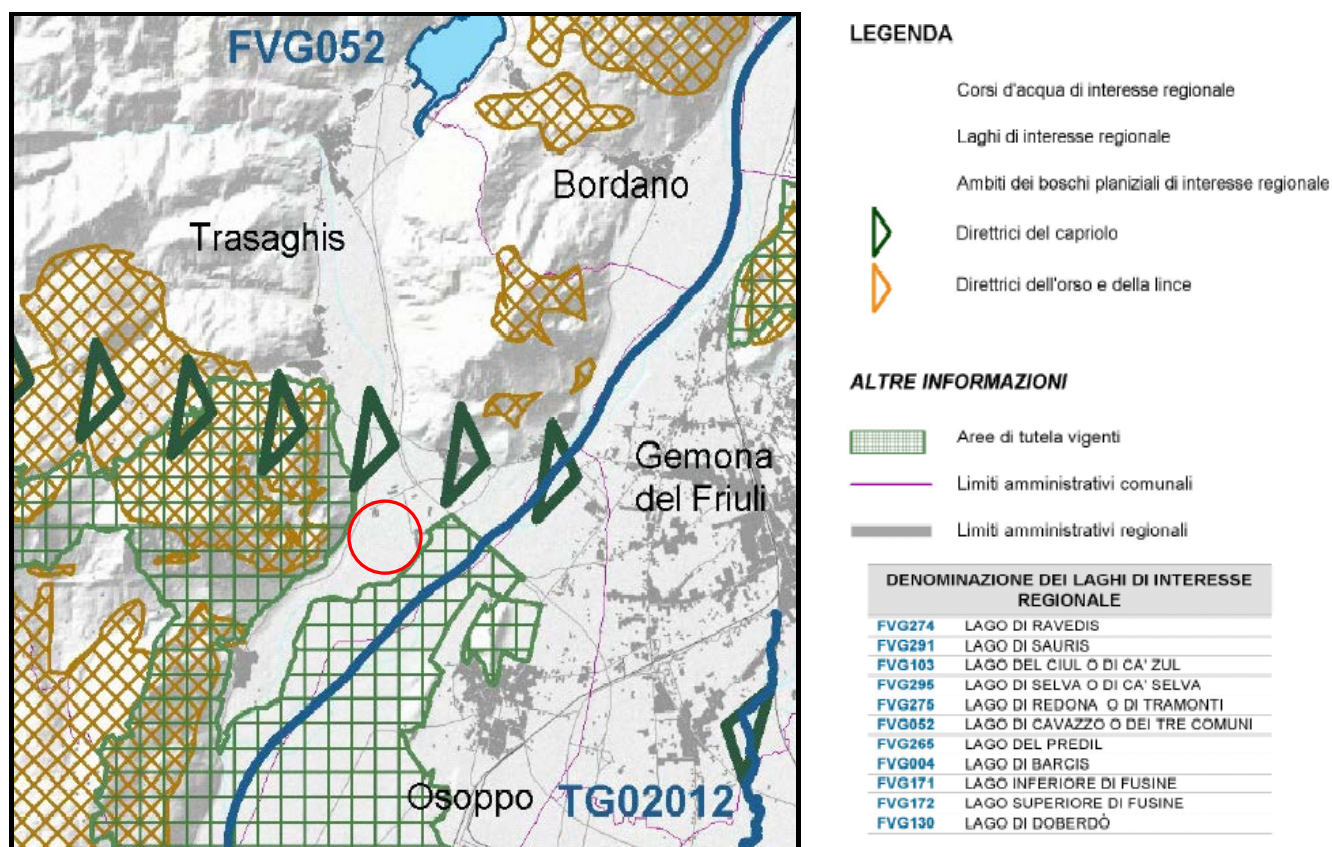 FVG052
Bordano
Trasaghis
Gemona
del Friuli
Osoppo
TG02012
LEGENDA
Corsi d'acqua di interesse regionale
Laghi di interesse regionale
Ambiti dei boschi planiziali di interesse regionale
Direttrici del capriolo
Direttrici dell'orso e della lince
ALTRE INFORMAZIONI
Aree di tutela vigenti
Limiti amministrativi comunali
Limiti amministrativi regionali
DENOMINAZIONE DEI LAGHI DI INTERESSE
REGIONALE
FVG274 LAGO DI RAVEDIS
FVG291 LAGO DI SAURIS
FVG103 LAGO DEL CIUL O DI CA' ZUL
FVG295 LAGO DI SELVA O DI CA' SELVA
FVG275 LAGO DI REDONA O DI TRAMONTI
FVG052 LAGO DI CAVAZZO O DEI TRE COMUNI
FVG265 LAGO DEL PREDIL
FVG004 LAGO DI BARCIS
FVG171 LAGO INFERIORE DI FUSINE
FVG172 LAGO SUPERIORE DI FUSINE
FVG130 LAGO DI DOBERDÒ